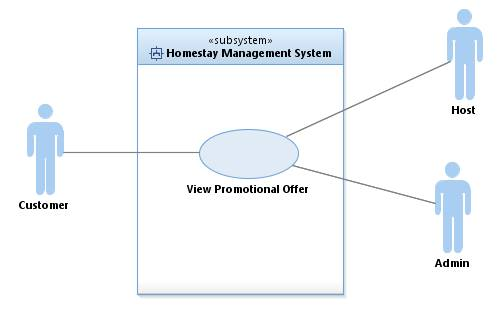 «subsystem»
Homestay Management System
Host
View Promotional Offer
Customer
Admin